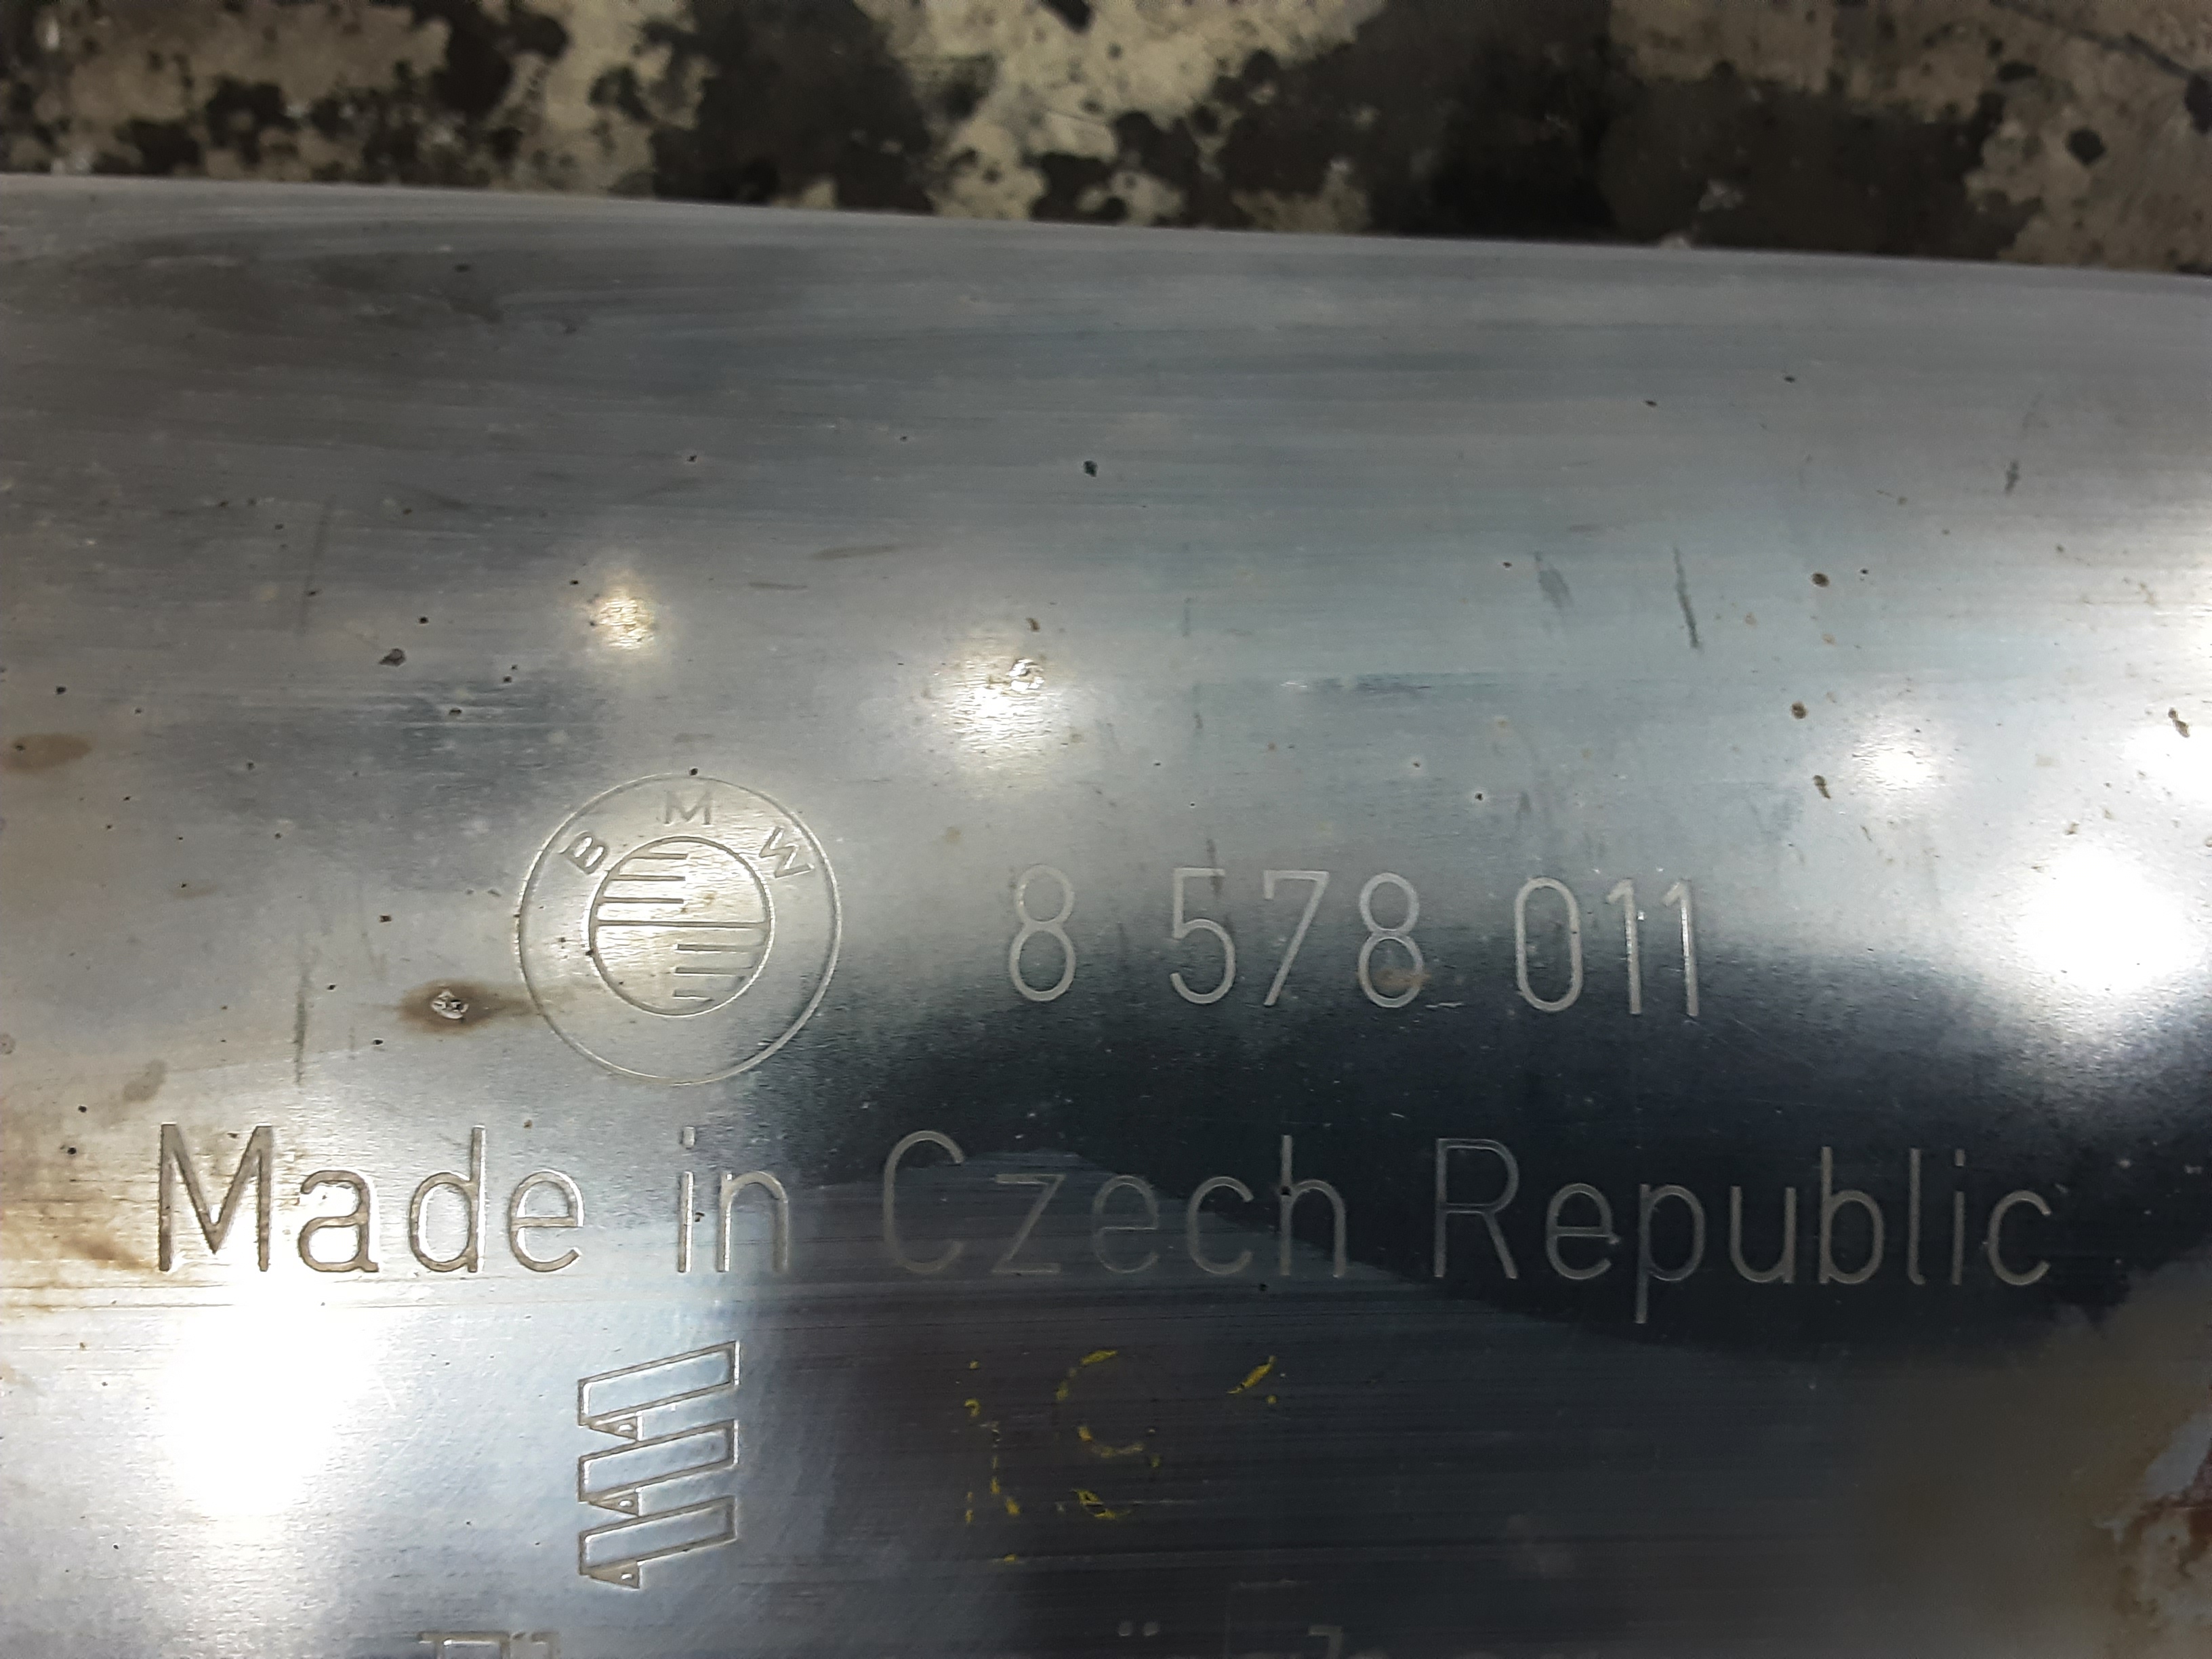 BMW 8 578 011
Made in Czech Republic